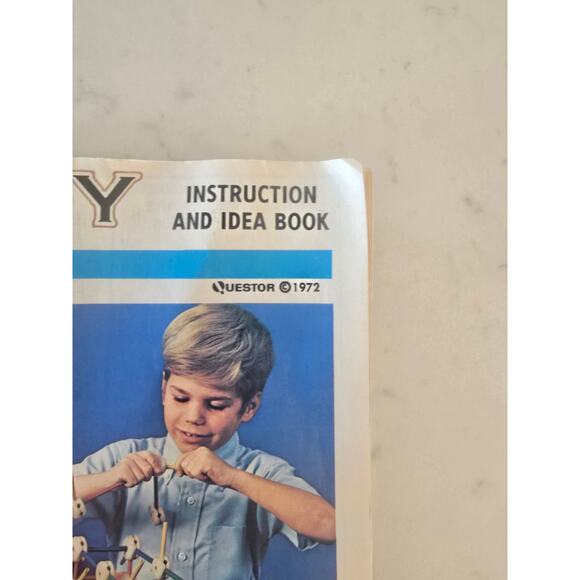 Y
INSTRUCTION
AND IDEA BOOK
QUESTOR ©1972